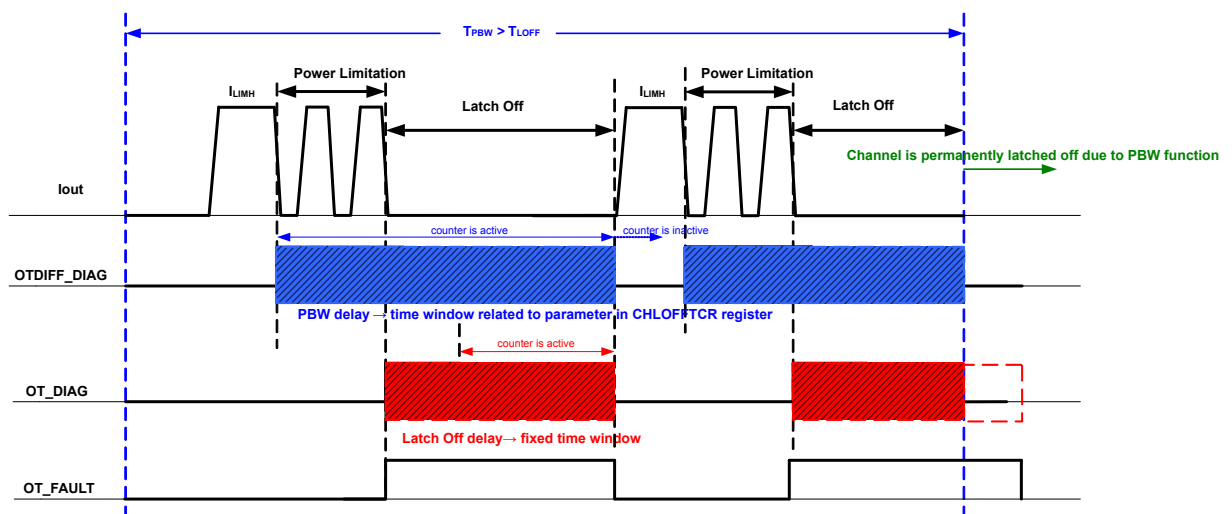 TPBW > TLOFF
Power Limitation
Power Limitation
ILIMH
ILIMH
Latch Off
Latch Off
Channel is permanently latched off due to PBW function
Iout
counter is active
counter is inactive
OTDIFF_DIAG
PBW delay → time window related to parameter in CHLOFFTCR register
counter is active
OT_DIAG
Latch Off delay→ fixed time window
OT_FAULT